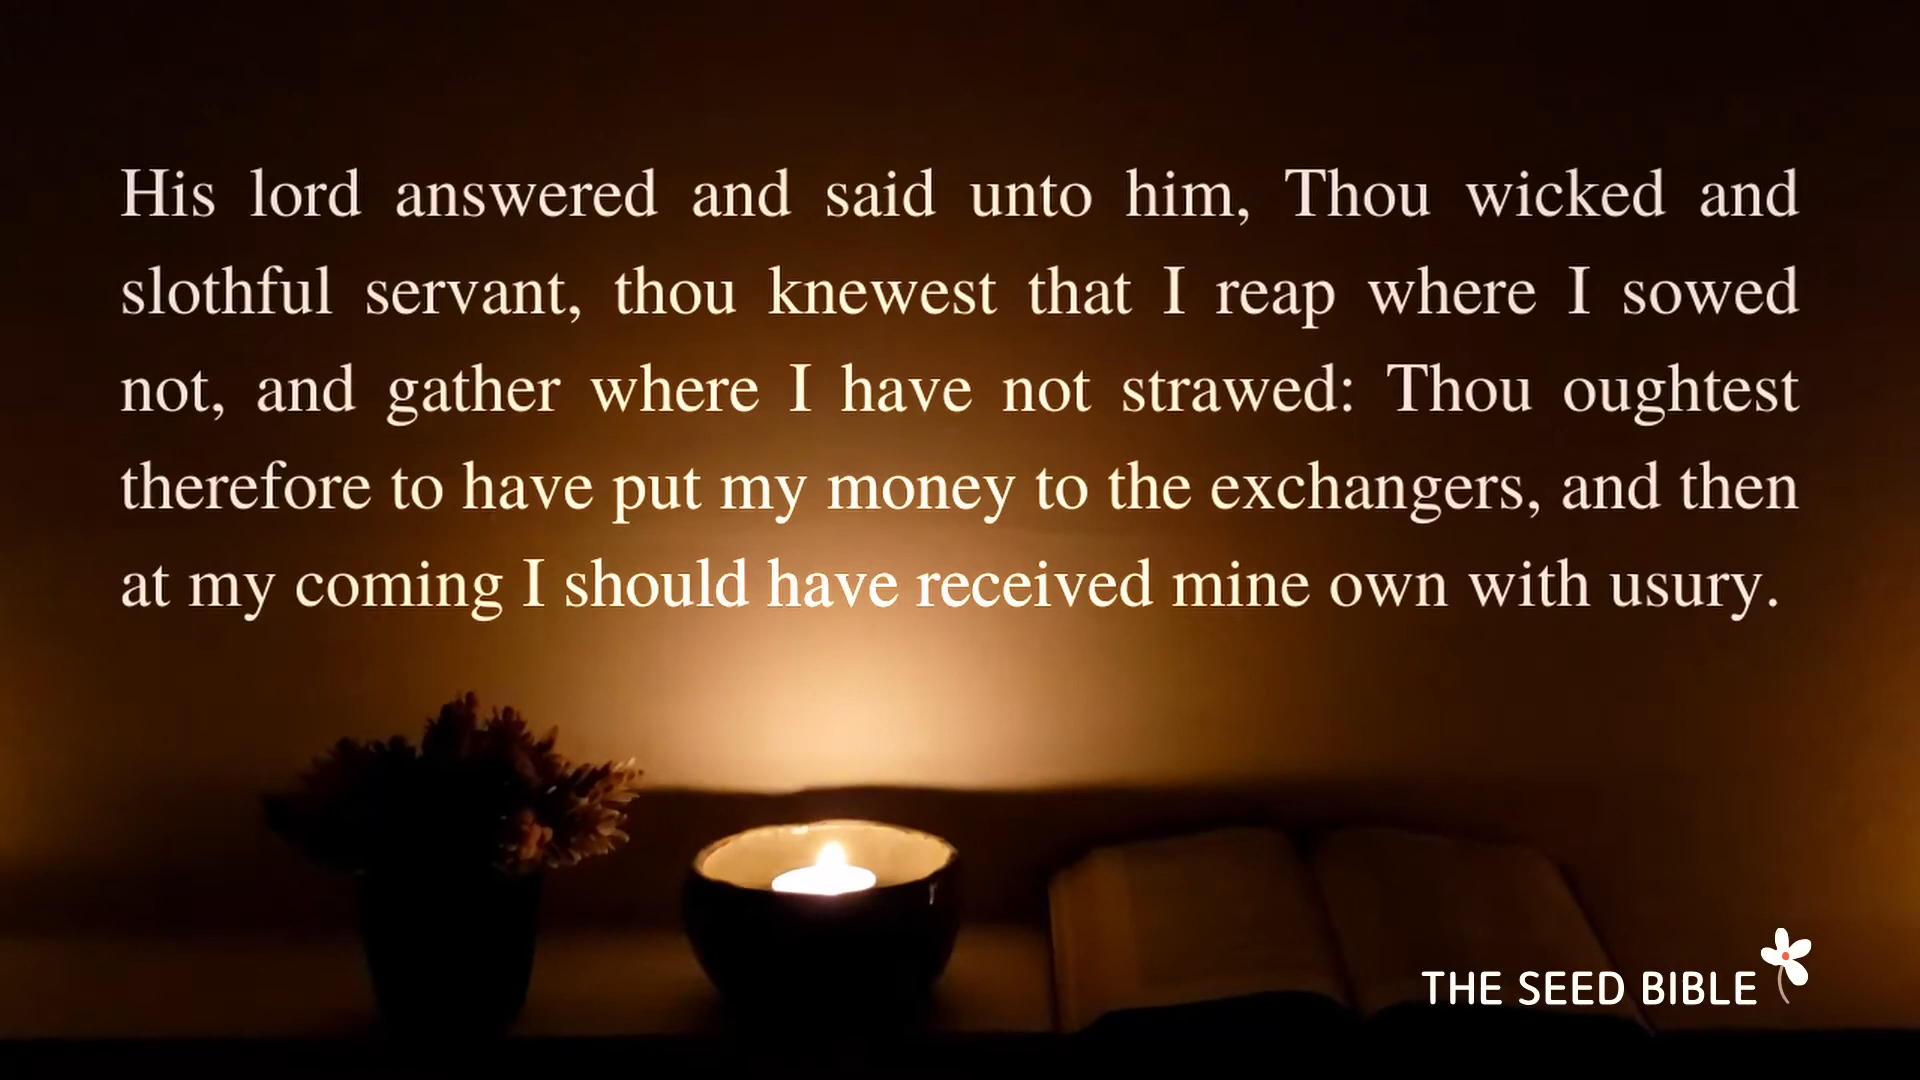 His lord answered and said unto him, Thou wicked and
slothful servant, thou knewest that I reap where I sowed
not, and gather where I have not strawed: Thou oughtest
therefore to have put my money to the exchangers, and then
at my coming I should have received mine own with usury.
THE SEED BIBLE